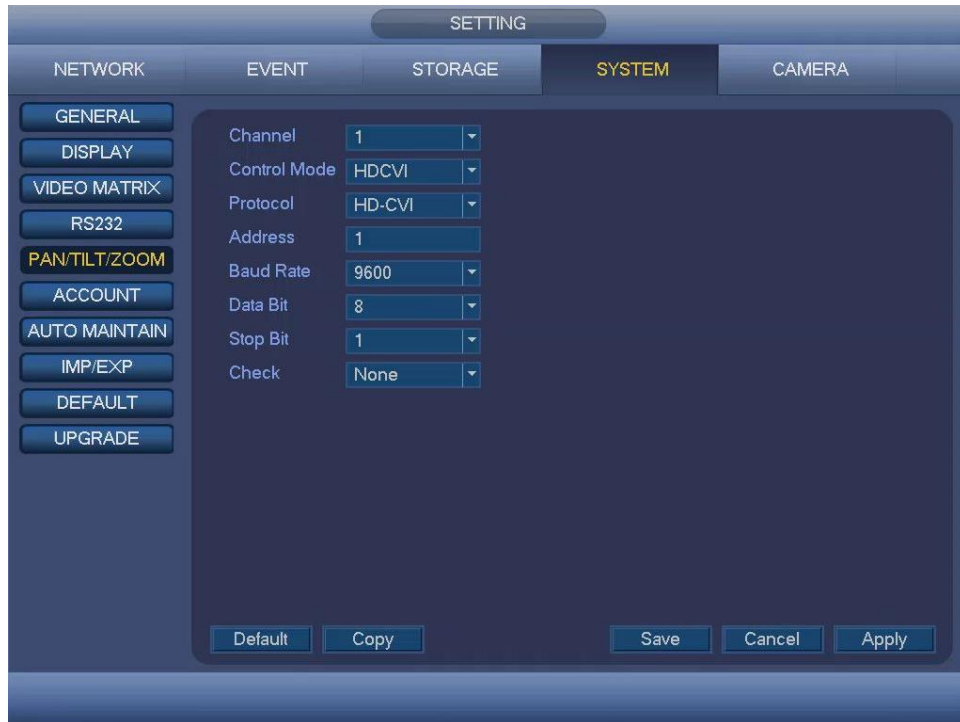 SETTING
NETWORK EVENT STORAGE SYSTEM CAMERA
GENERAL
DISPLAY
VIDEO MATRIX
RS232
PAN/TILT/ZOOM
ACCOUNT
AUTO MAINTAIN
IMP/EXP
DEFAULT
UPGRADE
Channel 1
Control Mode HDCVI
Protocol HD-CVI
Address 1
Baud Rate 9600
Data Bit 8
Stop Bit 1
Check None
Default Copy Save Cancel Apply